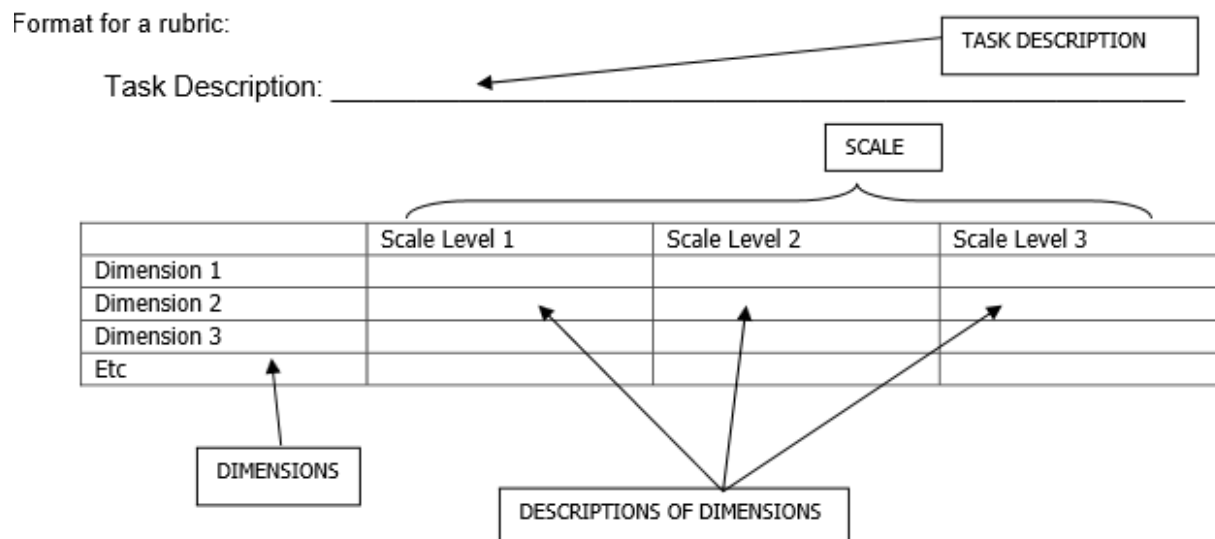 Format for a rubric:
TASK DESCRIPTION
Task Description: ______________________________________________________
SCALE
Scale Level 1 Scale Level 2 Scale Level 3
Dimension 1
Dimension 2
Dimension 3
Etc
DIMENSIONS
DESCRIPTIONS OF DIMENSIONS